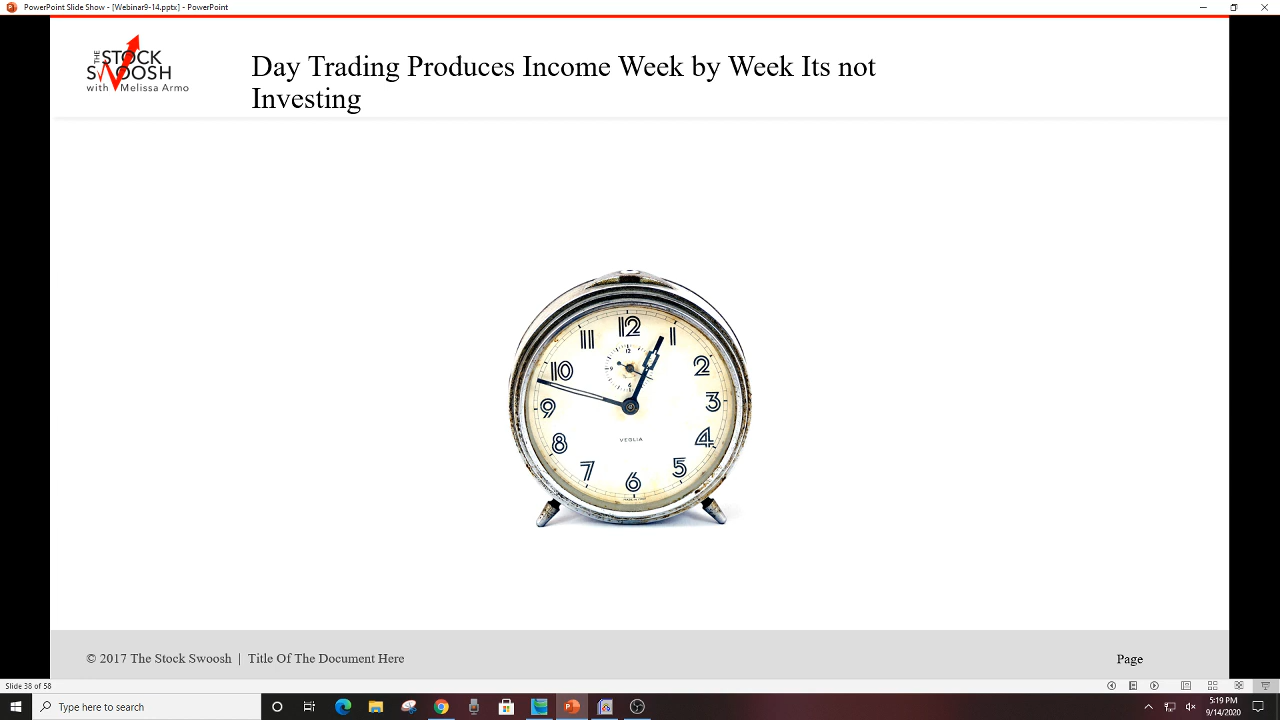 PowerPoint Slide Show - [Webinar9-14.pptx] - PowerPoint
THE
STOCK
SWOOSH
with Melissa Armo
Day Trading Produces Income Week by Week Its not
Investing
12
11
1
10
2
9
3
8
4
7
5
6
12
6
VEGLIA
© 2017 The Stock Swoosh | Title Of The Document Here
Page
Slide 38 of 58
Type here to search
5:19 PM
9/14/2020